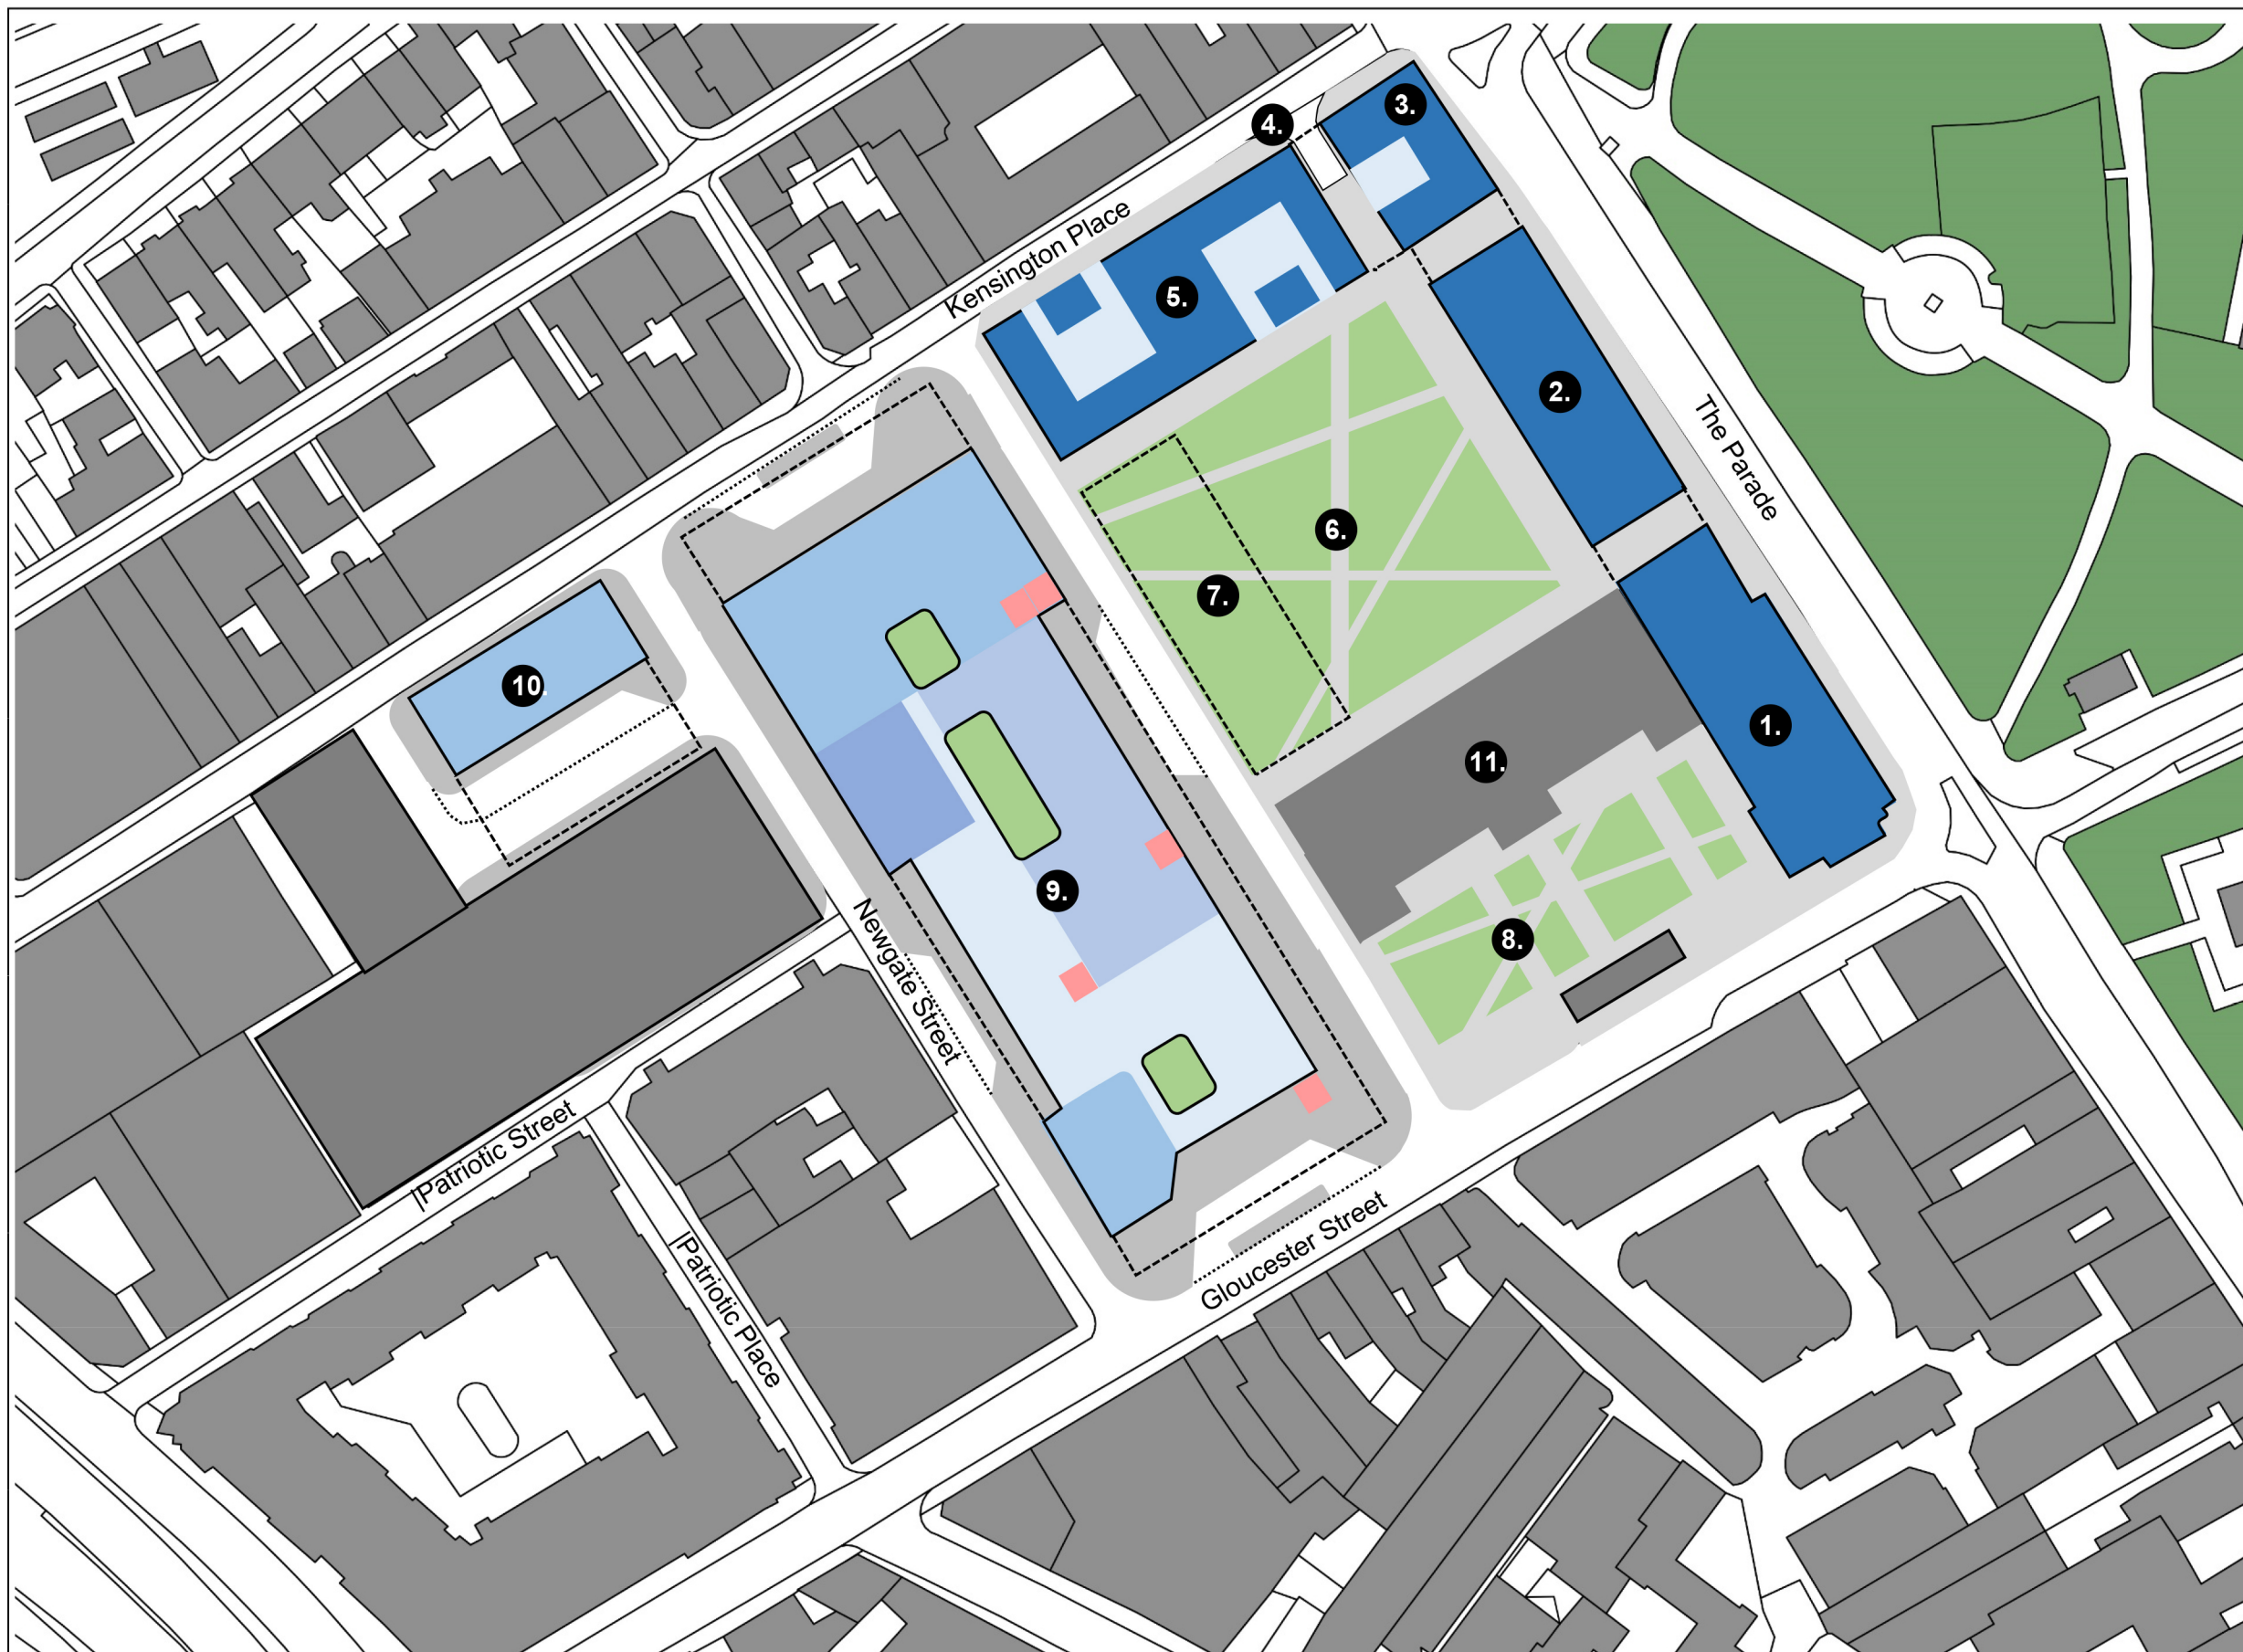 3.
4.
Kensington Place
5.
2.
The Parade
6.
7.
10.
1.
11.
9.
8.
Newgate Street
Patriotic Street
Gloucester Street
Patriotic Place